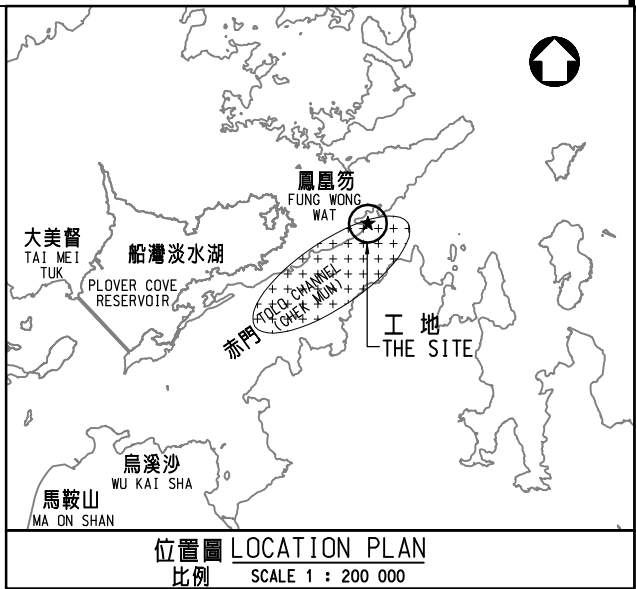 鳳凰笏
FUNG WONG
WAT
大美督
TAI MEI
TUK
船灣淡水湖
PLOVER COVE
RESERVOIR
赤門
TOLO CHANNEL
(CHEK MUN)
工 地
THE SITE
烏溪沙
WU KAI SHA
馬鞍山
MA ON SHAN
位置圖 LOCATION PLAN
比例 SCALE 1 : 200 000